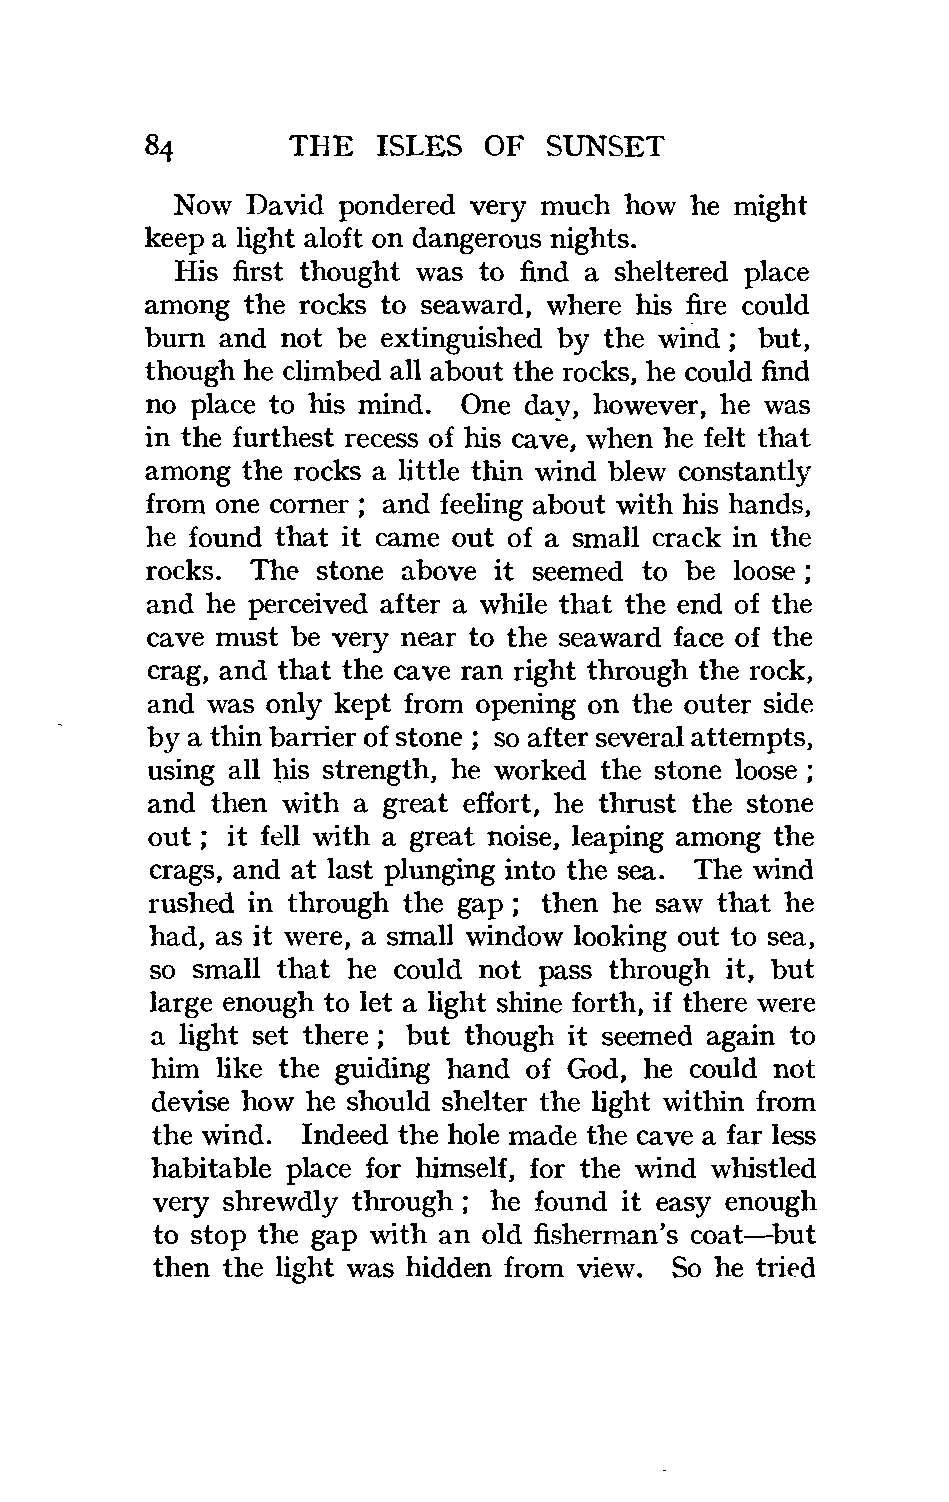 84 THE ISLES OF SUNSET
Now David pondered very much how he might
keep a light aloft on dangerous nights.
His first thought was to find a sheltered place
among the rocks to seaward, where his fire could
burn and not be extinguished by the wind ; but,
though he climbed all about the rocks, he could find
no place to his mind. One day, however, he was
in the furthest recess of his cave, when he felt that
among the rocks a little thin wind blew constantly
from one corner ; and feeling about with his hands,
he found that it came out of a small crack in the
rocks. The stone above it seemed to be loose ;
and he perceived after a while that the end of the
cave must be very near to the seaward face of the
crag, and that the cave ran right through the rock,
and was only kept from opening on the outer side
by a thin barrier of stone ; so after several attempts,
using all his strength, he worked the stone loose ;
and then with a great effort, he thrust the stone
out ; it fell with a great noise, leaping among the
crags, and at last plunging into the sea. The wind
rushed in through the gap ; then he saw that he
had, as it were, a small window looking out to sea,
so small that he could not pass through it, but
large enough to let a light shine forth, if there were
a light set there ; but though it seemed again to
him like the guiding hand of God, he could not
devise how he should shelter the light within from
the wind. Indeed the hole made the cave a far less
habitable place for himself, for the wind whistled
very shrewdly through ; he found it easy enough
to stop the gap with an old fisherman's coat—but
then the light was hidden from view. So he tried